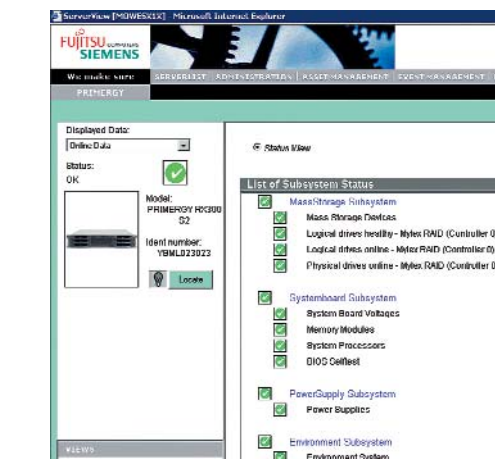 ServerView [MDWESX1X] - Microsoft Internet Explorer
FUJITSU COMPUTERS
SIEMENS
We make sure
SERVERLIST | ADMINISTRATION | ASSET MANAGEMENT | EVENT MANAGEMENT |
PRIMERGY
Displayed Data:
Online Data
Status View
Status:
OK
List of Subsystem Status
MassStorage Subsystem
Mass Storage Devices
Logical drives healthy - Mylex RAID (Controller 0
Logical drives online - Mylex RAID (Controller 0)
Physical drives online - Mylex RAID (Controller 0
Model:
PRIMERGY RX300
S2
Ident number:
YBML023023
Locate
Systemboard Subsystem
System Board Voltages
Memory Modules
System Processors
BIOS Selftest
PowerSupply Subsystem
Power Supplies
Environment Subsystem
Environment System
VIEWS